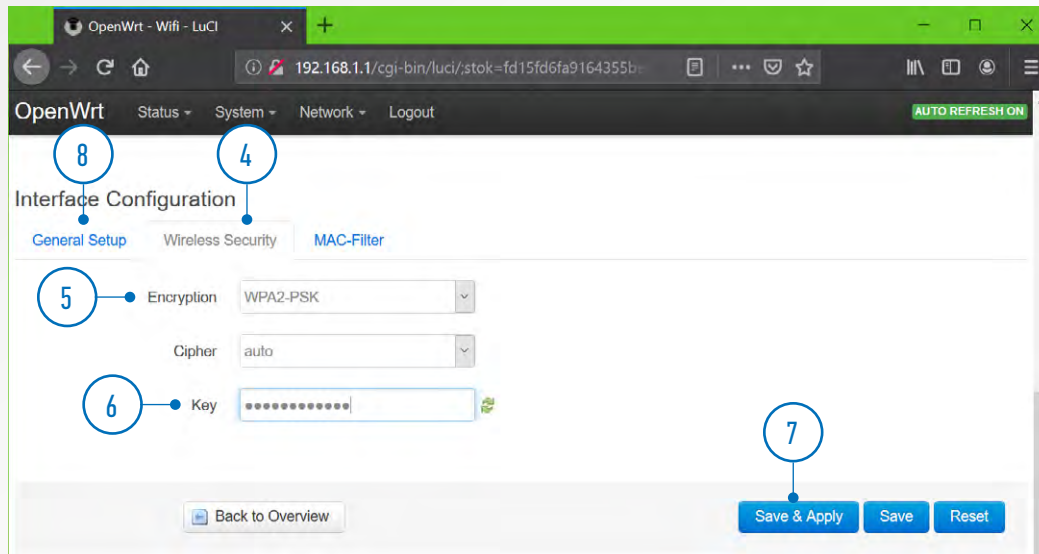 OpenWrt - Wifi - LuCI
192.168.1.1/cgi-bin/luci/;stok=fd15fd6fa9164355b
OpenWrt Status System Network Logout AUTO REFRESH ON
8 4
Interface Configuration
General Setup Wireless Security MAC-Filter
5 Encryption WPA2-PSK
Cipher auto
6 Key ••••••••••••
7
Back to Overview Save & Apply Save Reset